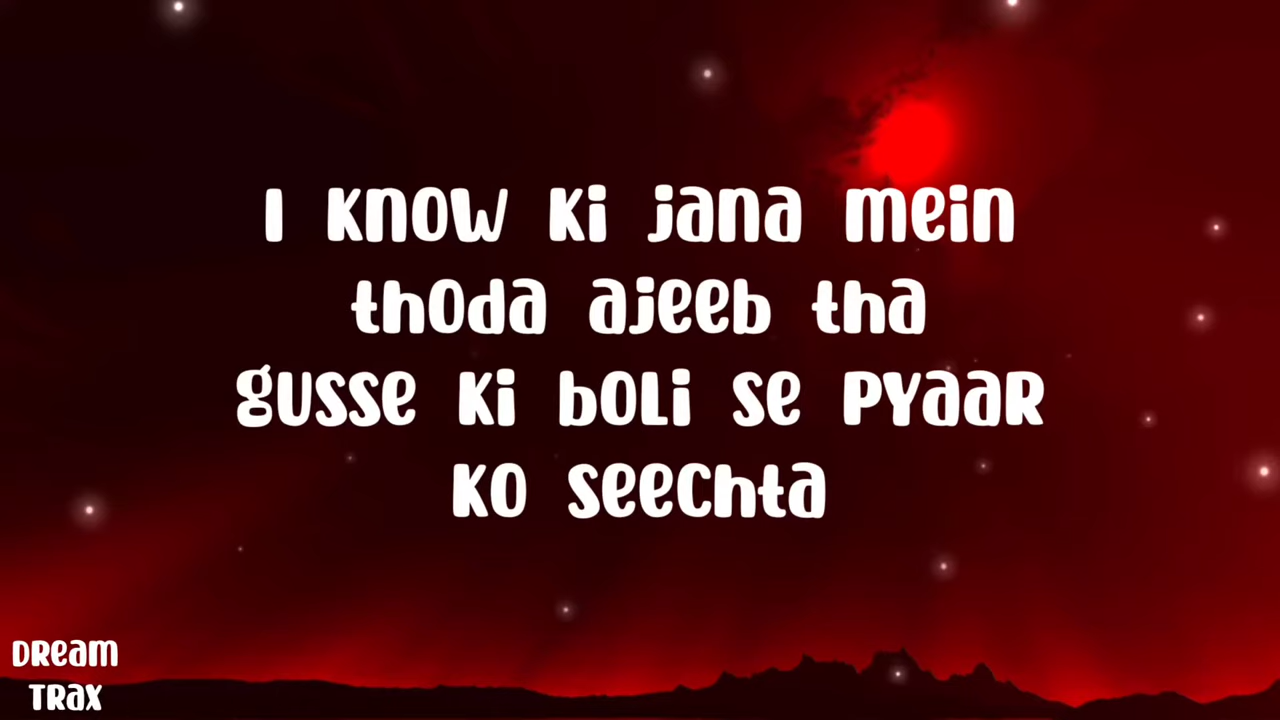 I know ki jana mein
thoda ajeeb tha
gusse ki boli se pyaar
ko seechta
Dream
Trax